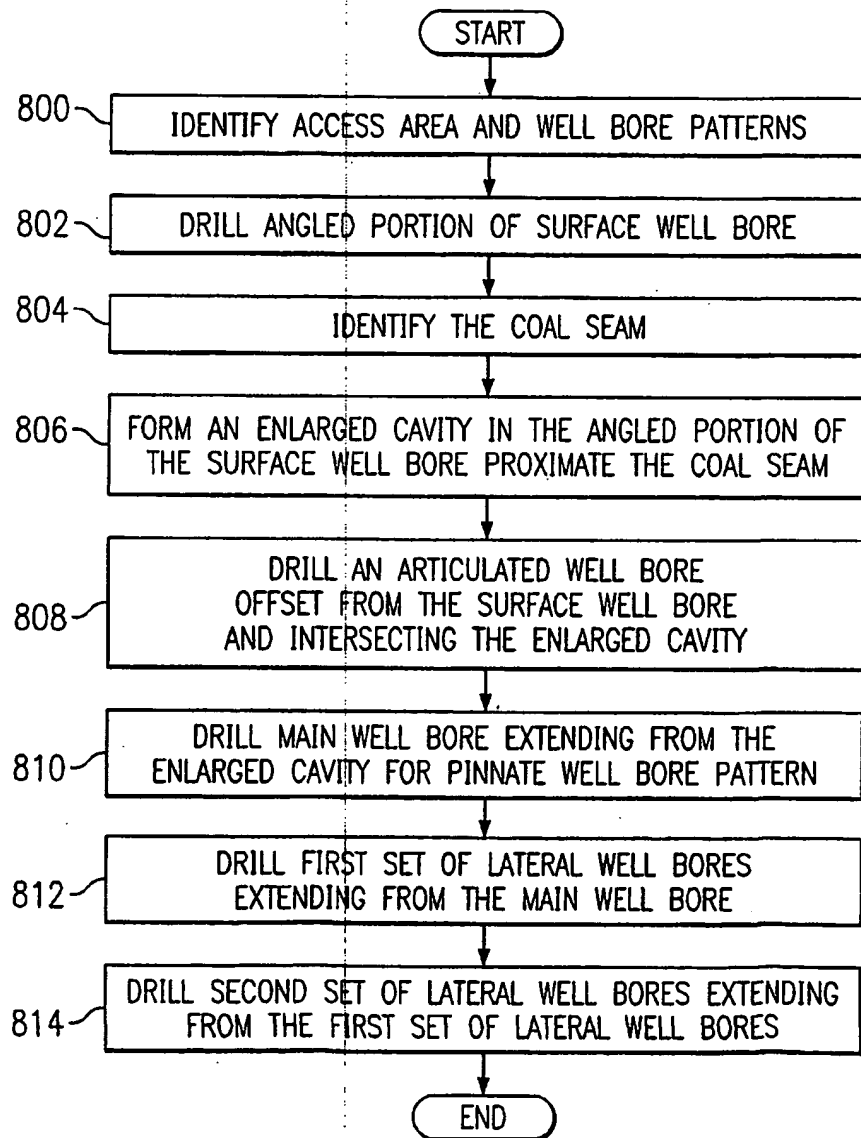 START
800
IDENTIFY ACCESS AREA AND WELL BORE PATTERNS
802
DRILL ANGLED PORTION OF SURFACE WELL BORE
804
IDENTIFY THE COAL SEAM
806
FORM AN ENLARGED CAVITY IN THE ANGLED PORTION OF
THE SURFACE WELL BORE PROXIMATE THE COAL SEAM
808
DRILL AN ARTICULATED WELL BORE
OFFSET FROM THE SURFACE WELL BORE
AND INTERSECTING THE ENLARGED CAVITY
810
DRILL MAIN WELL BORE EXTENDING FROM THE
ENLARGED CAVITY FOR PINNATE WELL BORE PATTERN
812
DRILL FIRST SET OF LATERAL WELL BORES
EXTENDING FROM THE MAIN WELL BORE
814
DRILL SECOND SET OF LATERAL WELL BORES EXTENDING
FROM THE FIRST SET OF LATERAL WELL BORES
END